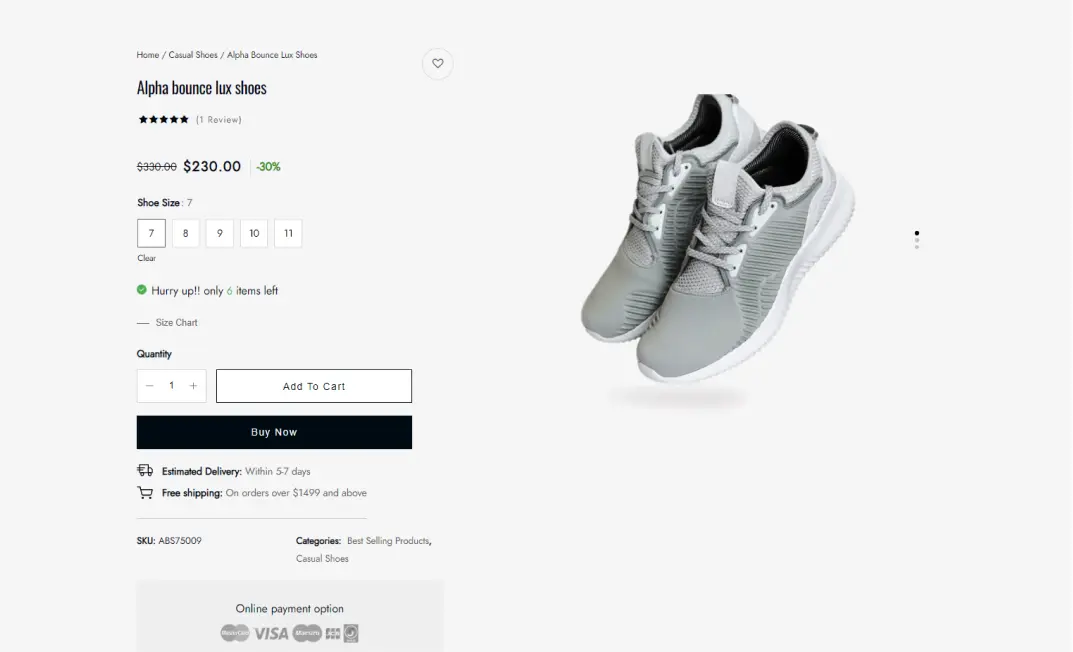 Home / Casual Shoes / Alpha Bounce Lux Shoes
Alpha bounce lux shoes
(1 Review)
$330.00 $230.00 -30%
Shoe Size : 7
7 8 9 10 11
Clear
Hurry up!! only 6 items left
Size Chart
Quantity
− 1 + Add To Cart
Buy Now
Estimated Delivery: Within 5-7 days
Free shipping: On orders over $1499 and above
SKU: ABS75009 Categories: Best Selling Products,
Casual Shoes
Online payment option
MasterCard VISA Maestro JCB